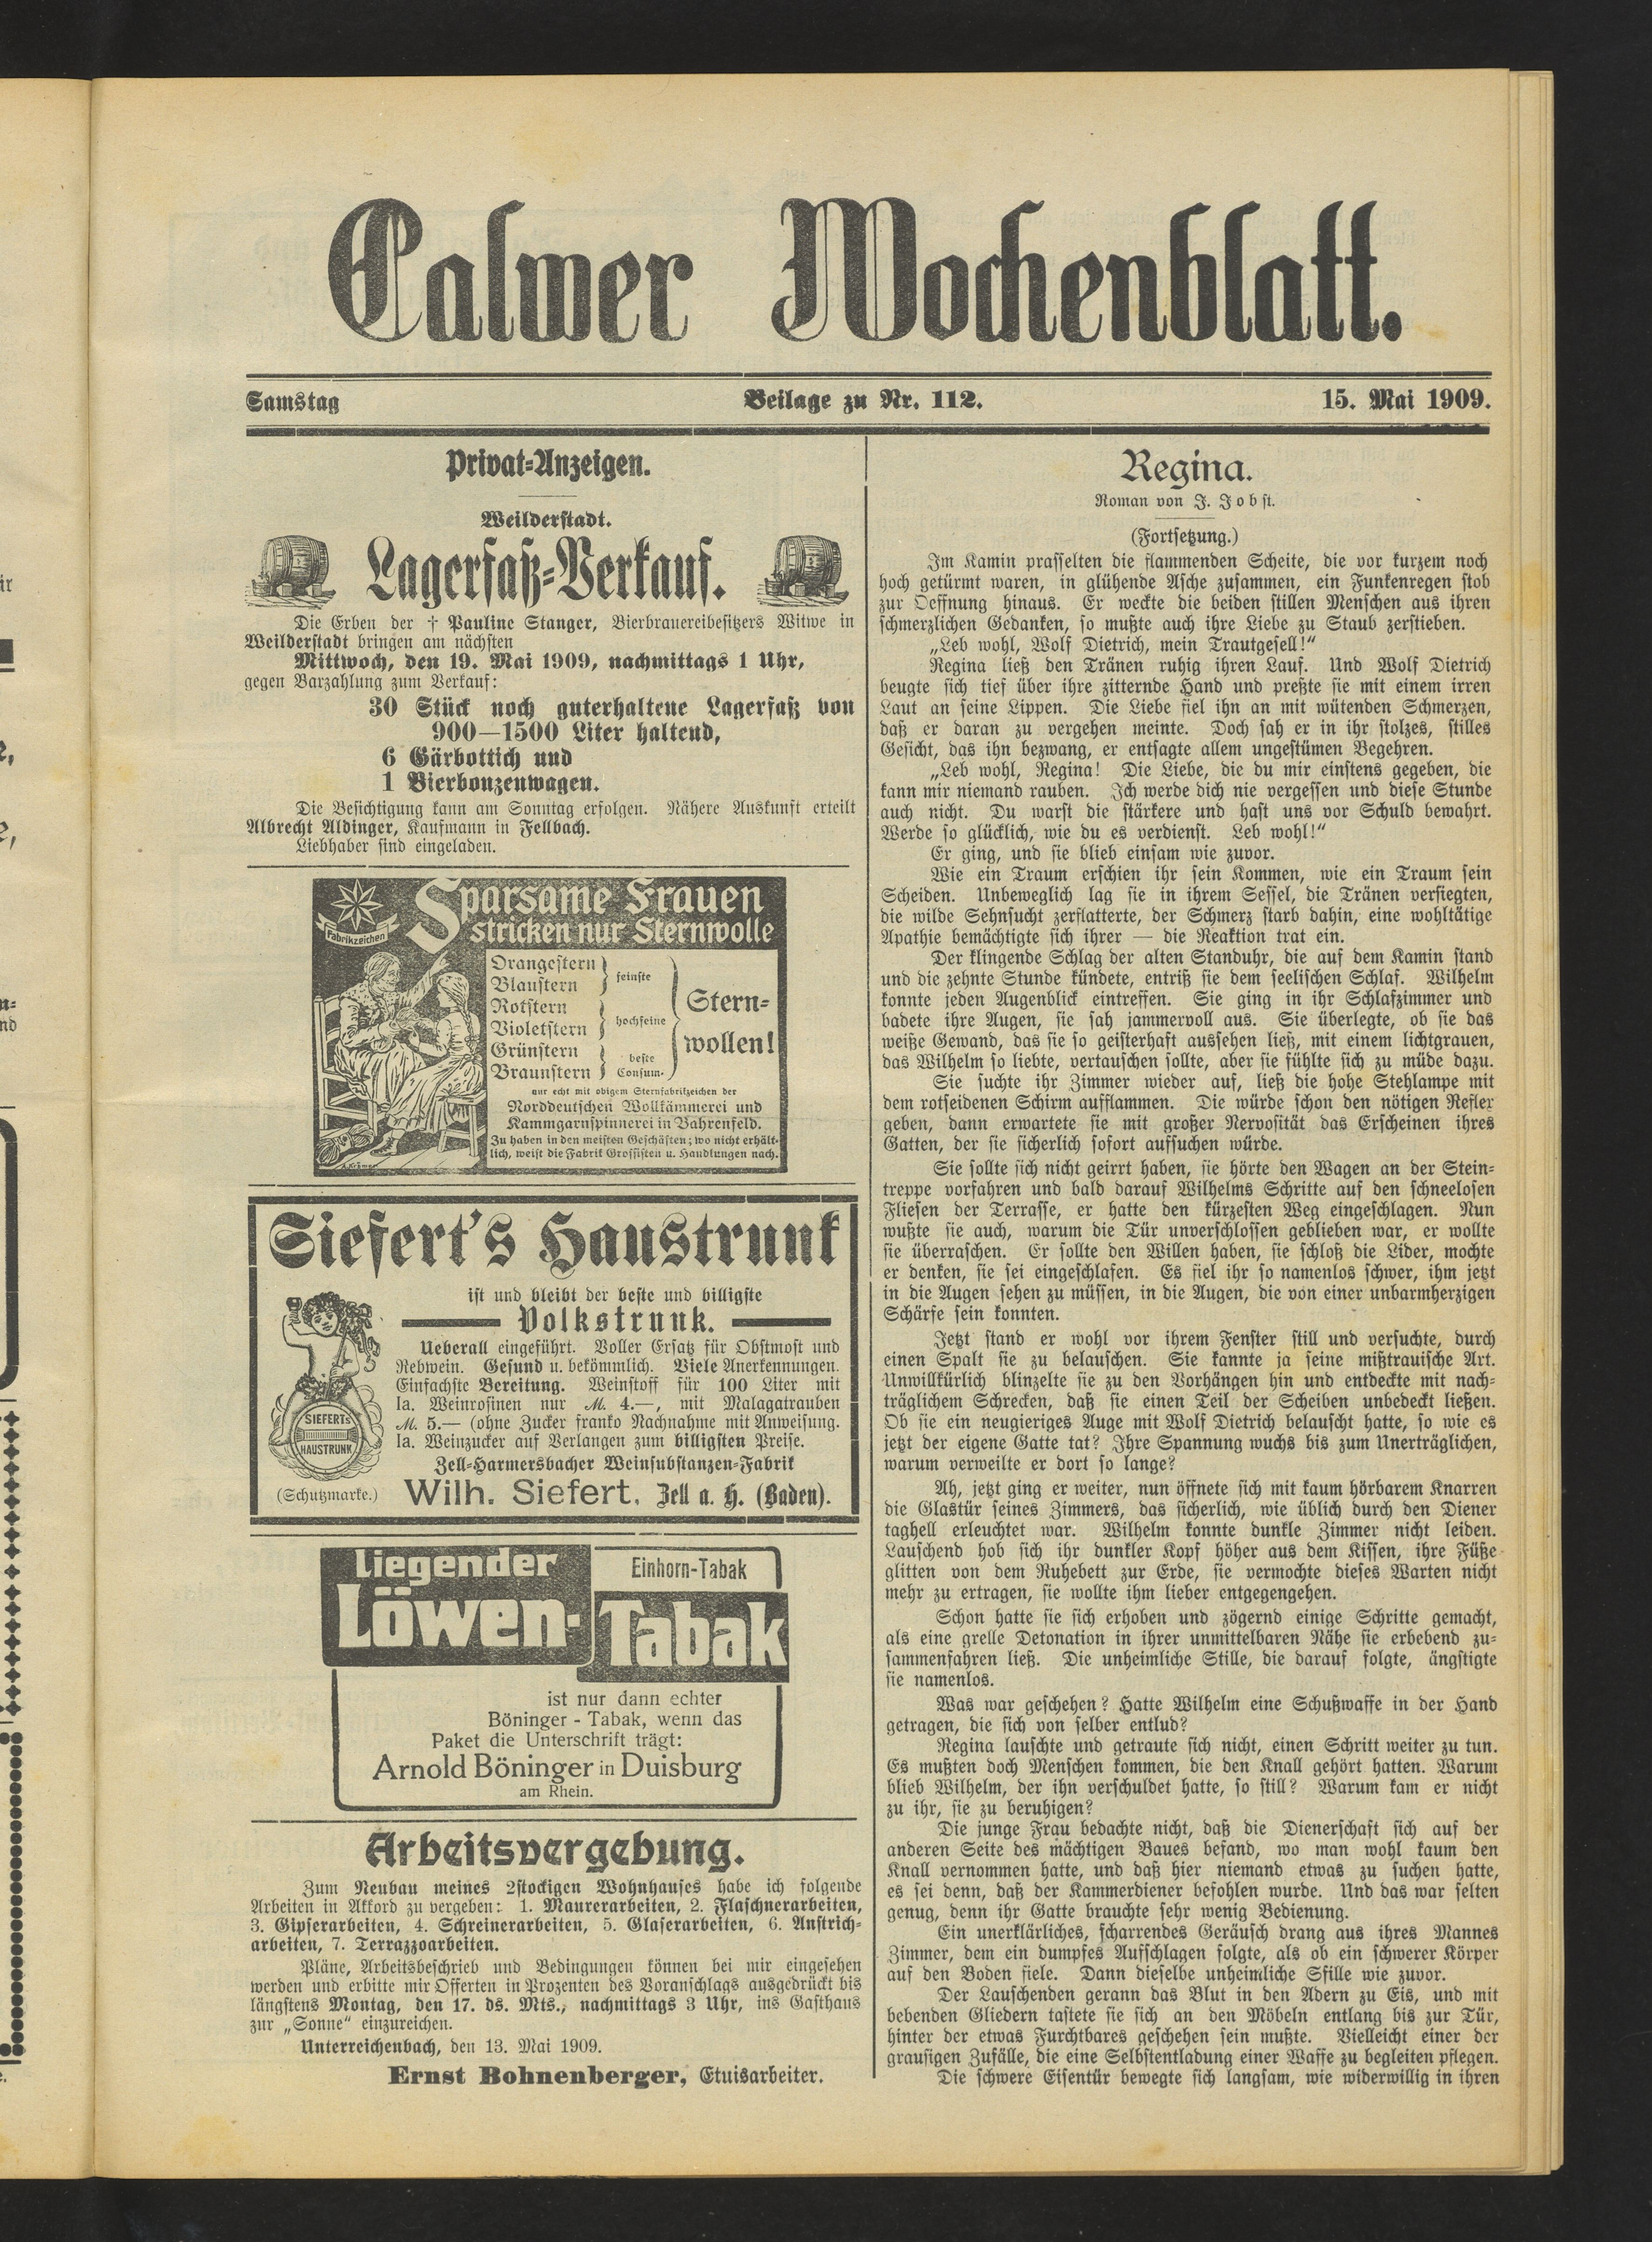 Calwer Wochenblatt.
Samstag Beilage zu Nr. 112. 15. Mai 1909.
Privat-Anzeigen.
Weilderstadt.
Lagerfaß-Verkauf.
Die Erben der † Pauline Stanger, Bierbrauereibesitzers Witwe in
Weilderstadt bringen am nächsten
Mittwoch, den 19. Mai 1909, nachmittags 1 Uhr,
gegen Barzahlung zum Verkauf:
30 Stück noch guterhaltene Lagerfaß von
900—1500 Liter haltend,
6 Gärbottich und
1 Bierbonzenwagen.
Die Besichtigung kann am Sonntag erfolgen. Nähere Auskunft erteilt
Albrecht Aldinger, Kaufmann in Fellbach.
Liebhaber sind eingeladen.
Fabrikzeichen
Sparsame Frauen
stricken nur Sternwolle
Orangestern
Blaustern
feinste
Rotstern
Violetstern
hochfeine
Grünstern
Braunstern
beste
Consum-
Stern-
wollen!
nur echt mit obigem Sternfabrikzeichen der
Norddeutschen Wollkämmerei und
Kammgarnspinnerei in Bahrenfeld.
Zu haben in den meisten Geschäften; wo nicht erhält-
lich, weist die Fabrik Grossisten u. Handlungen nach.
Siefert's Haustrunk
ist und bleibt der beste und billigste
Volkstrunk.
Ueberall eingeführt. Voller Ersatz für Obstmost und
Rebwein. Gesund u. bekömmlich. Viele Anerkennungen.
Einfachste Bereitung. Weinstoff für 100 Liter mit
Ia. Weinrosinen nur M. 4.—, mit Malagatrauben
M. 5.— (ohne Zucker franko Nachnahme mit Anweisung.
Ia. Weinzucker auf Verlangen zum billigsten Preise.
Zell-Harmersbacher Weinsubstanzen-Fabrik
Wilh. Siefert, Zell a. H. (Baden).
SIEFERTs
HAUSTRUNK
(Schutzmarke.)
Liegender
Löwen-
Einhorn-Tabak
Tabak
ist nur dann echter
Böninger - Tabak, wenn das
Paket die Unterschrift trägt:
Arnold Böninger in Duisburg
am Rhein.
Arbeitsvergebung.
Zum Neubau meines 2stockigen Wohnhauses habe ich folgende
Arbeiten in Akkord zu vergeben: 1. Maurerarbeiten, 2. Flaschnerarbeiten,
3. Gipserarbeiten, 4. Schreinerarbeiten, 5. Glaserarbeiten, 6. Anstrich-
arbeiten, 7. Terrazzoarbeiten.
Pläne, Arbeitsbeschrieb und Bedingungen können bei mir eingesehen
werden und erbitte mir Offerten in Prozenten des Voranschlags ausgedrückt bis
längstens Montag, den 17. ds. Mts., nachmittags 3 Uhr, ins Gasthaus
zur „Sonne“ einzureichen.
Unterreichenbach, den 13. Mai 1909.
Ernst Bohnenberger, Etuisarbeiter.
Regina.
Roman von J. Jobst.
(Fortsetzung.)
Im Kamin prasselten die flammenden Scheite, die vor kurzem noch
hoch getürmt waren, in glühende Asche zusammen, ein Funkenregen stob
zur Oeffnung hinaus. Er weckte die beiden stillen Menschen aus ihren
schmerzlichen Gedanken, so mußte auch ihre Liebe zu Staub zerstieben.
„Leb wohl, Wolf Dietrich, mein Trautgesell!“
Regina ließ den Tränen ruhig ihren Lauf. Und Wolf Dietrich
beugte sich tief über ihre zitternde Hand und preßte sie mit einem irren
Laut an seine Lippen. Die Liebe fiel ihn an mit wütenden Schmerzen,
daß er daran zu vergehen meinte. Doch sah er in ihr stolzes, stilles
Gesicht, das ihn bezwang, er entsagte allem ungestümen Begehren.
„Leb wohl, Regina! Die Liebe, die du mir einstens gegeben, die
kann mir niemand rauben. Ich werde dich nie vergessen und diese Stunde
auch nicht. Du warst die stärkere und hast uns vor Schuld bewahrt.
Werde so glücklich, wie du es verdienst. Leb wohl!“
Er ging, und sie blieb einsam wie zuvor.
Wie ein Traum erschien ihr sein Kommen, wie ein Traum sein
Scheiden. Unbeweglich lag sie in ihrem Sessel, die Tränen versiegten,
die wilde Sehnsucht zerflatterte, der Schmerz starb dahin, eine wohltätige
Apathie bemächtigte sich ihrer — die Reaktion trat ein.
Der klingende Schlag der alten Standuhr, die auf dem Kamin stand
und die zehnte Stunde kündete, entriß sie dem seelischen Schlaf. Wilhelm
konnte jeden Augenblick eintreffen. Sie ging in ihr Schlafzimmer und
badete ihre Augen, sie sah jammervoll aus. Sie überlegte, ob sie das
weiße Gewand, das sie so geisterhaft aussehen ließ, mit einem lichtgrauen,
das Wilhelm so liebte, vertauschen sollte, aber sie fühlte sich zu müde dazu.
Sie suchte ihr Zimmer wieder auf, ließ die hohe Stehlampe mit
dem rotseidenen Schirm aufflammen. Die würde schon den nötigen Refler
geben, dann erwartete sie mit großer Nervosität das Erscheinen ihres
Gatten, der sie sicherlich sofort aufsuchen würde.
Sie sollte sich nicht geirrt haben, sie hörte den Wagen an der Stein-
treppe vorfahren und bald darauf Wilhelms Schritte auf den schneelosen
Fliesen der Terrasse, er hatte den kürzesten Weg eingeschlagen. Nun
wußte sie auch, warum die Tür unverschlossen geblieben war, er wollte
sie überraschen. Er sollte den Willen haben, sie schloß die Lider, mochte
er denken, sie sei eingeschlafen. Es fiel ihr so namenlos schwer, ihm jetzt
in die Augen sehen zu müssen, in die Augen, die von einer unbarmherzigen
Schärfe sein konnten.
Jetzt stand er wohl vor ihrem Fenster still und versuchte, durch
einen Spalt sie zu belauschen. Sie kannte ja seine mißtrauische Art.
Unwillkürlich blinzelte sie zu den Vorhängen hin und entdeckte mit nach-
träglichem Schrecken, daß sie einen Teil der Scheiben unbedeckt ließen.
Ob sie ein neugieriges Auge mit Wolf Dietrich belauscht hatte, so wie es
jetzt der eigene Gatte tat? Ihre Spannung wuchs bis zum Unerträglichen,
warum verweilte er dort so lange?
Ah, jetzt ging er weiter, nun öffnete sich mit kaum hörbarem Knarren
die Glastür seines Zimmers, das sicherlich, wie üblich durch den Diener
taghell erleuchtet war. Wilhelm konnte dunkle Zimmer nicht leiden.
Lauschend hob sich ihr dunkler Kopf höher aus dem Kissen, ihre Füße
glitten von dem Ruhebett zur Erde, sie vermochte dieses Warten nicht
mehr zu ertragen, sie wollte ihm lieber entgegengehen.
Schon hatte sie sich erhoben und zögernd einige Schritte gemacht,
als eine grelle Detonation in ihrer unmittelbaren Nähe sie erbebend zu-
sammenfahren ließ. Die unheimliche Stille, die darauf folgte, ängstigte
sie namenlos.
Was war geschehen? Hatte Wilhelm eine Schußwaffe in der Hand
getragen, die sich von selber entlud?
Regina lauschte und getraute sich nicht, einen Schritt weiter zu tun.
Es mußten doch Menschen kommen, die den Knall gehört hatten. Warum
blieb Wilhelm, der ihn verschuldet hatte, so still? Warum kam er nicht
zu ihr, sie zu beruhigen?
Die junge Frau bedachte nicht, daß die Dienerschaft sich auf der
anderen Seite des mächtigen Baues befand, wo man wohl kaum den
Knall vernommen hatte, und daß hier niemand etwas zu suchen hatte,
es sei denn, daß der Kammerdiener befohlen wurde. Und das war selten
genug, denn ihr Gatte brauchte sehr wenig Bedienung.
Ein unerklärliches, scharrendes Geräusch drang aus ihres Mannes
Zimmer, dem ein dumpfes Aufschlagen folgte, als ob ein schwerer Körper
auf den Boden fiele. Dann dieselbe unheimliche Sfille wie zuvor.
Der Lauschenden gerann das Blut in den Adern zu Eis, und mit
bebenden Gliedern tastete sie sich an den Möbeln entlang bis zur Tür,
hinter der etwas Furchtbares geschehen sein mußte. Vielleicht einer der
grausigen Zufälle, die eine Selbstentladung einer Waffe zu begleiten pflegen.
Die schwere Eisentür bewegte sich langsam, wie widerwillig in ihren